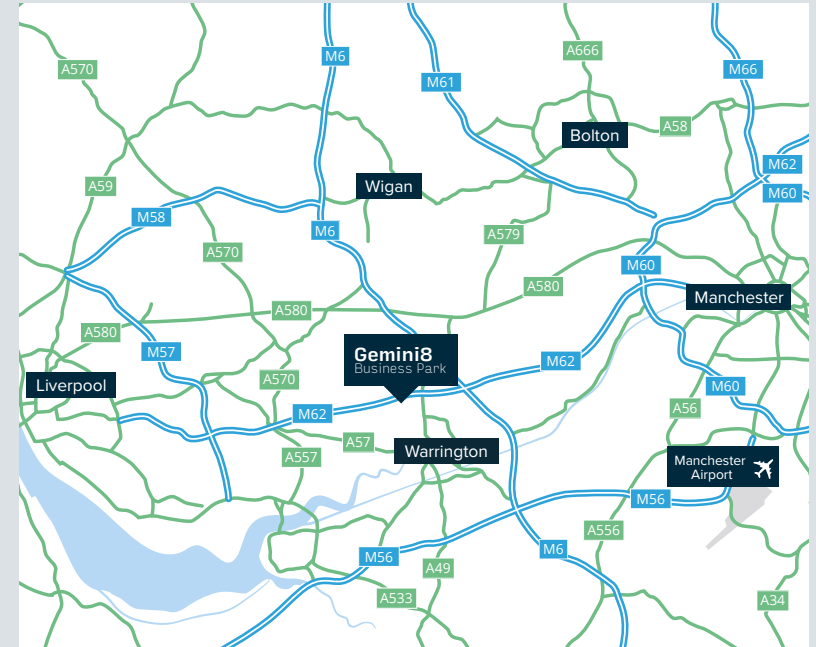 M6
A666
A570
M66
M61
A58
Bolton
M62
A59
Wigan
M60
M58
M6
A579
A570
M60
A580
Manchester
A580
A580
M57
Gemini8
Business Park
M62
A570
Liverpool
M60
M62
A56
A57
Warrington
A557
Manchester
Airport
M56
A556
M56
M6
A49
A533
A34